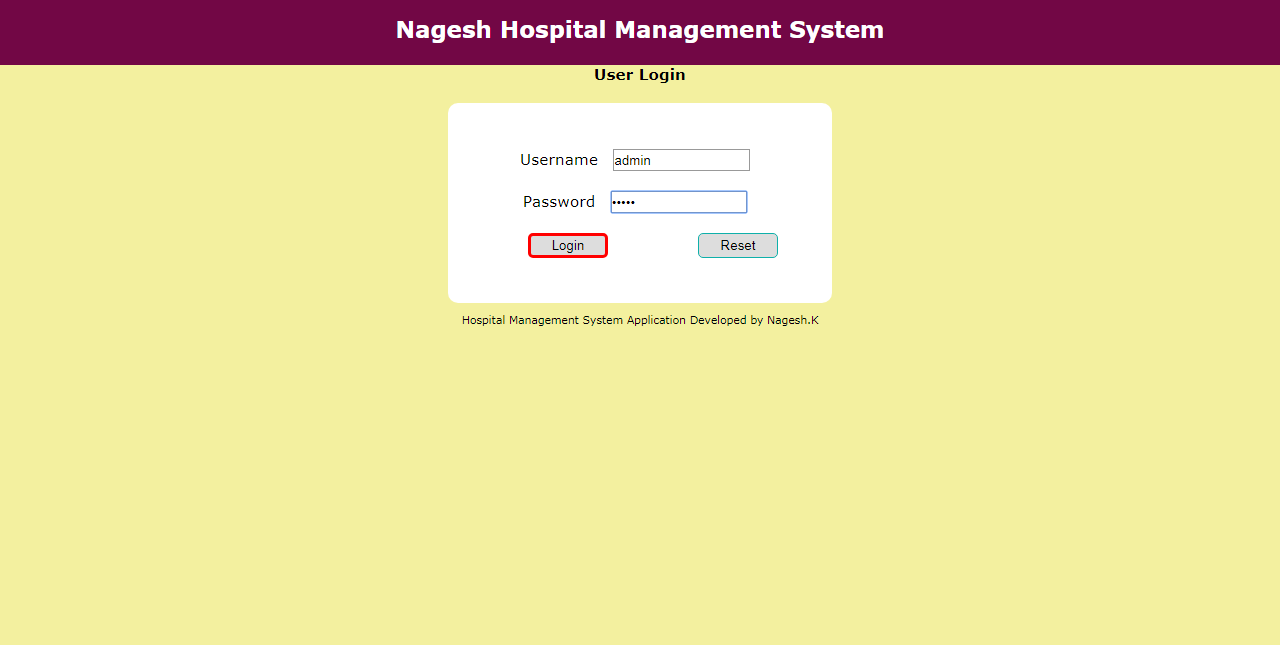 Nagesh Hospital Management System
User Login
Username admin
Password •••••
Login Reset
Hospital Management System Application Developed by Nagesh.K